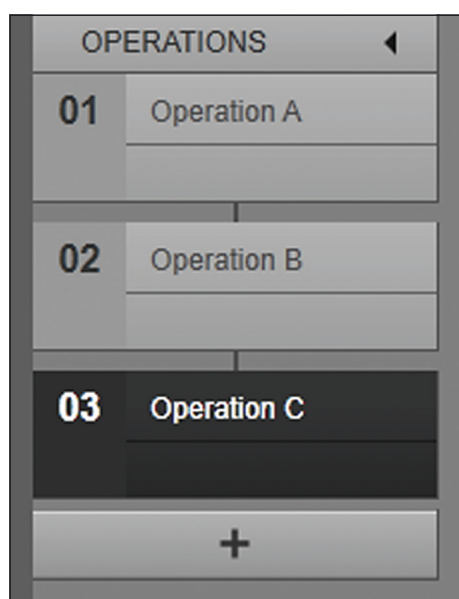 OPERATIONS
01 Operation A
02 Operation B
03 Operation C
+